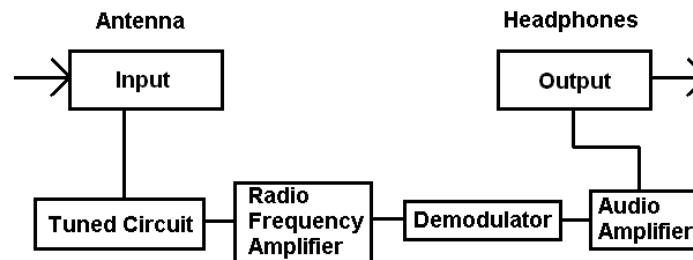 Antenna
Headphones
Input
Output
Tuned Circuit
Radio
Frequency
Amplifier
Demodulator
Audio
Amplifier